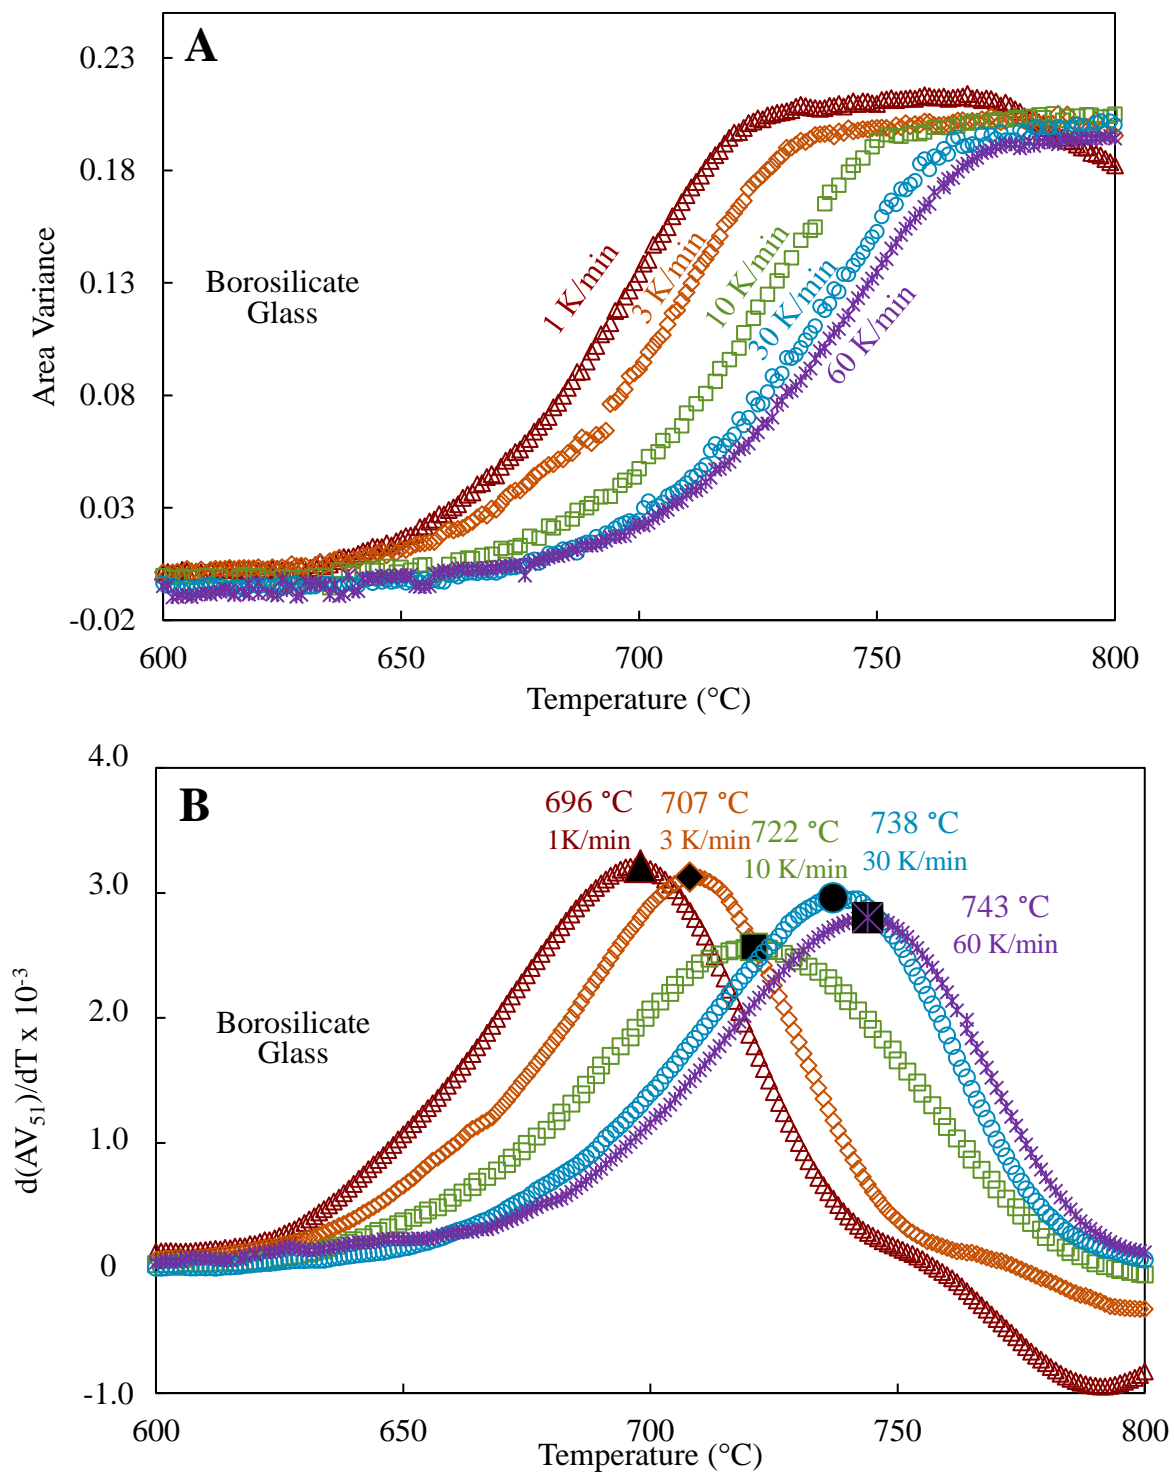 A
0.23
0.18
0.13
0.08
0.03
-0.02
Area Variance
Borosilicate
Glass
1 K/min
3 K/min
10 K/min
30 K/min
60 K/min
600
650
700
750
800
Temperature (°C)
B
4.0
3.0
2.0
1.0
0
-1.0
d(AV51)/dT x 10-3
696 °C
1K/min
707 °C
3 K/min
722 °C
10 K/min
738 °C
30 K/min
743 °C
60 K/min
Borosilicate
Glass
600
650
700
750
800
Temperature (°C)